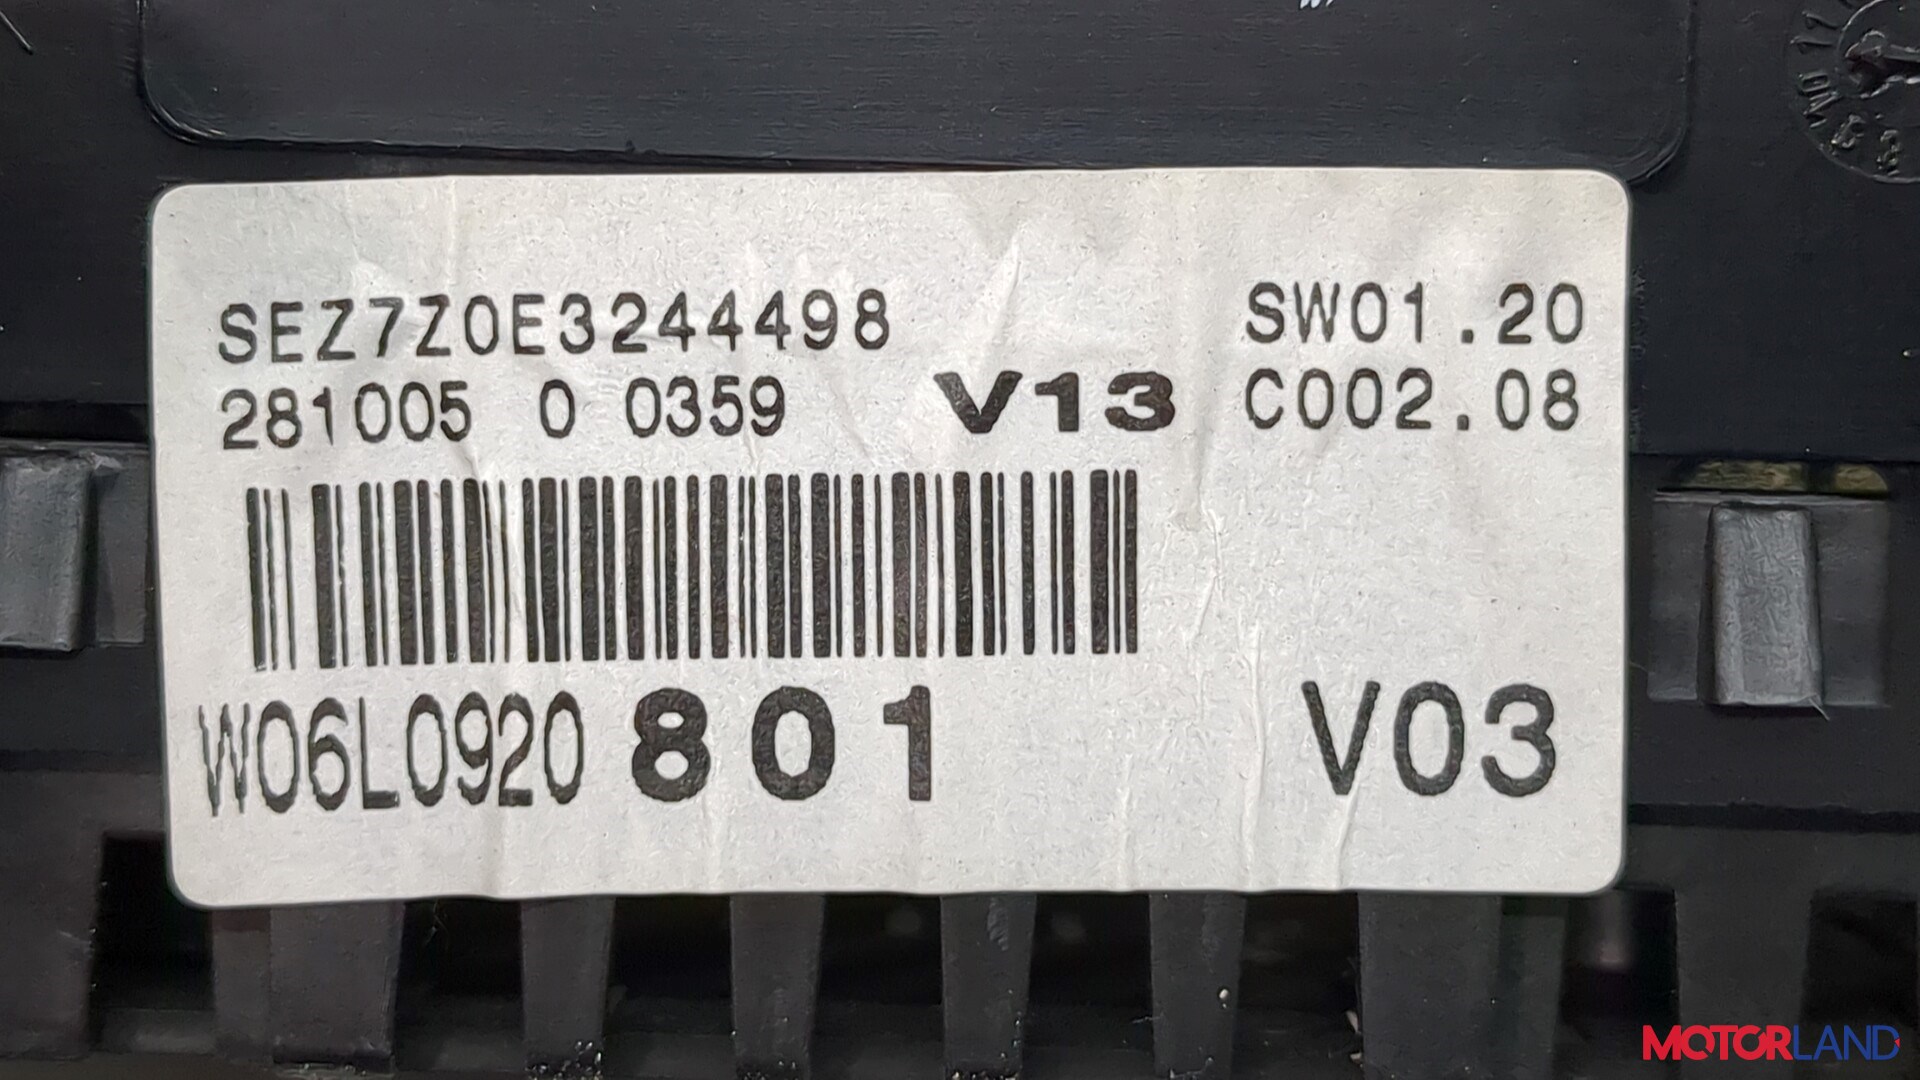 SEZ7Z0E3244498 SW01.20
281005 0 0359 V13 C002.08
W06L0920 801 V03
MOTORLAND